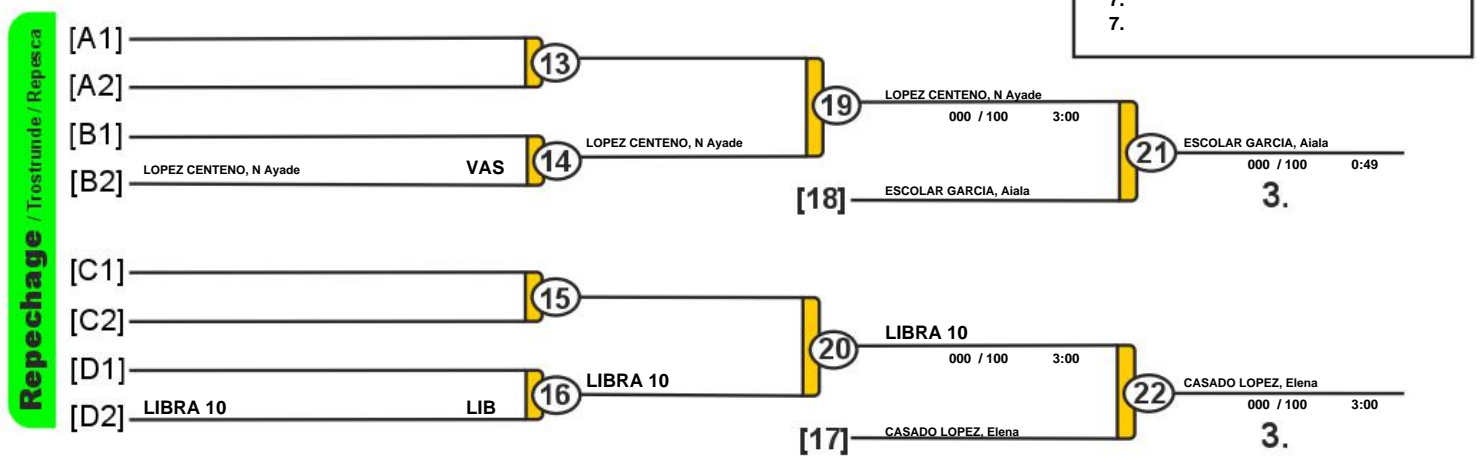 7.
7.
Repechage / Trostrunde / Repesca
[A1]
13
[A2]
19
LOPEZ CENTENO, N Ayade
000 / 100 3:00
[B1]
LOPEZ CENTENO, N Ayade
14
21
ESCOLAR GARCIA, Aiala
000 / 100 0:49
3.
[B2]
LOPEZ CENTENO, N Ayade VAS
[18]
ESCOLAR GARCIA, Aiala
[C1]
15
[C2]
20
LIBRA 10
000 / 100 3:00
[D1]
LIBRA 10
16
22
CASADO LOPEZ, Elena
000 / 100 3:00
3.
[D2]
LIBRA 10 LIB
[17]
CASADO LOPEZ, Elena